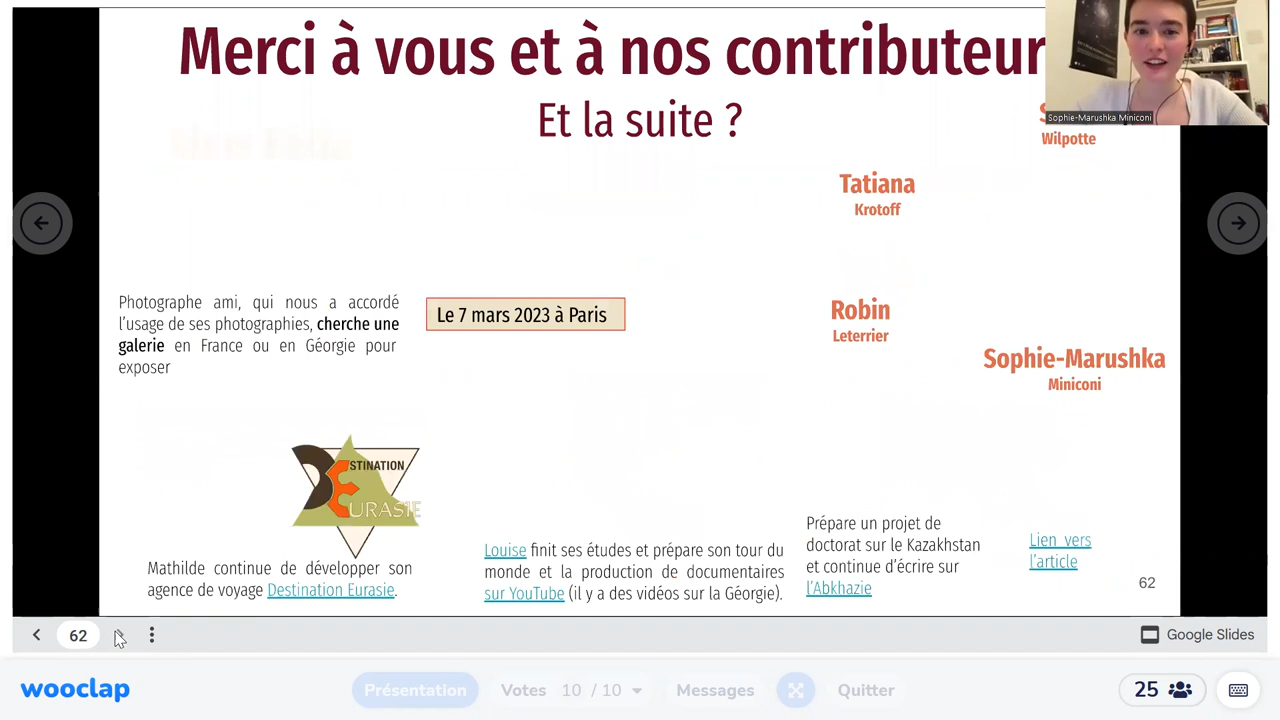 Merci à vous et à nos contributeur
Et la suite ?
Sophie-Marushka Miniconi
Wilpotte
Tatiana
Krotoff
Photographe ami, qui nous a accordé
l'usage de ses photographies, cherche une
galerie en France ou en Géorgie pour
exposer
Le 7 mars 2023 à Paris
Robin
Leterrier
Sophie-Marushka
Miniconi
STINATION
URASIE
Mathilde continue de développer son
agence de voyage Destination Eurasie.
Louise finit ses études et prépare son tour du
monde et la production de documentaires
sur YouTube (il y a des vidéos sur la Géorgie).
Prépare un projet de
doctorat sur le Kazakhstan
et continue d'écrire sur
l'Abkhazie
Lien vers
l'article
62
62
Google Slides
wooclap
Présentation
Votes 10 / 10
Messages
Quitter
25